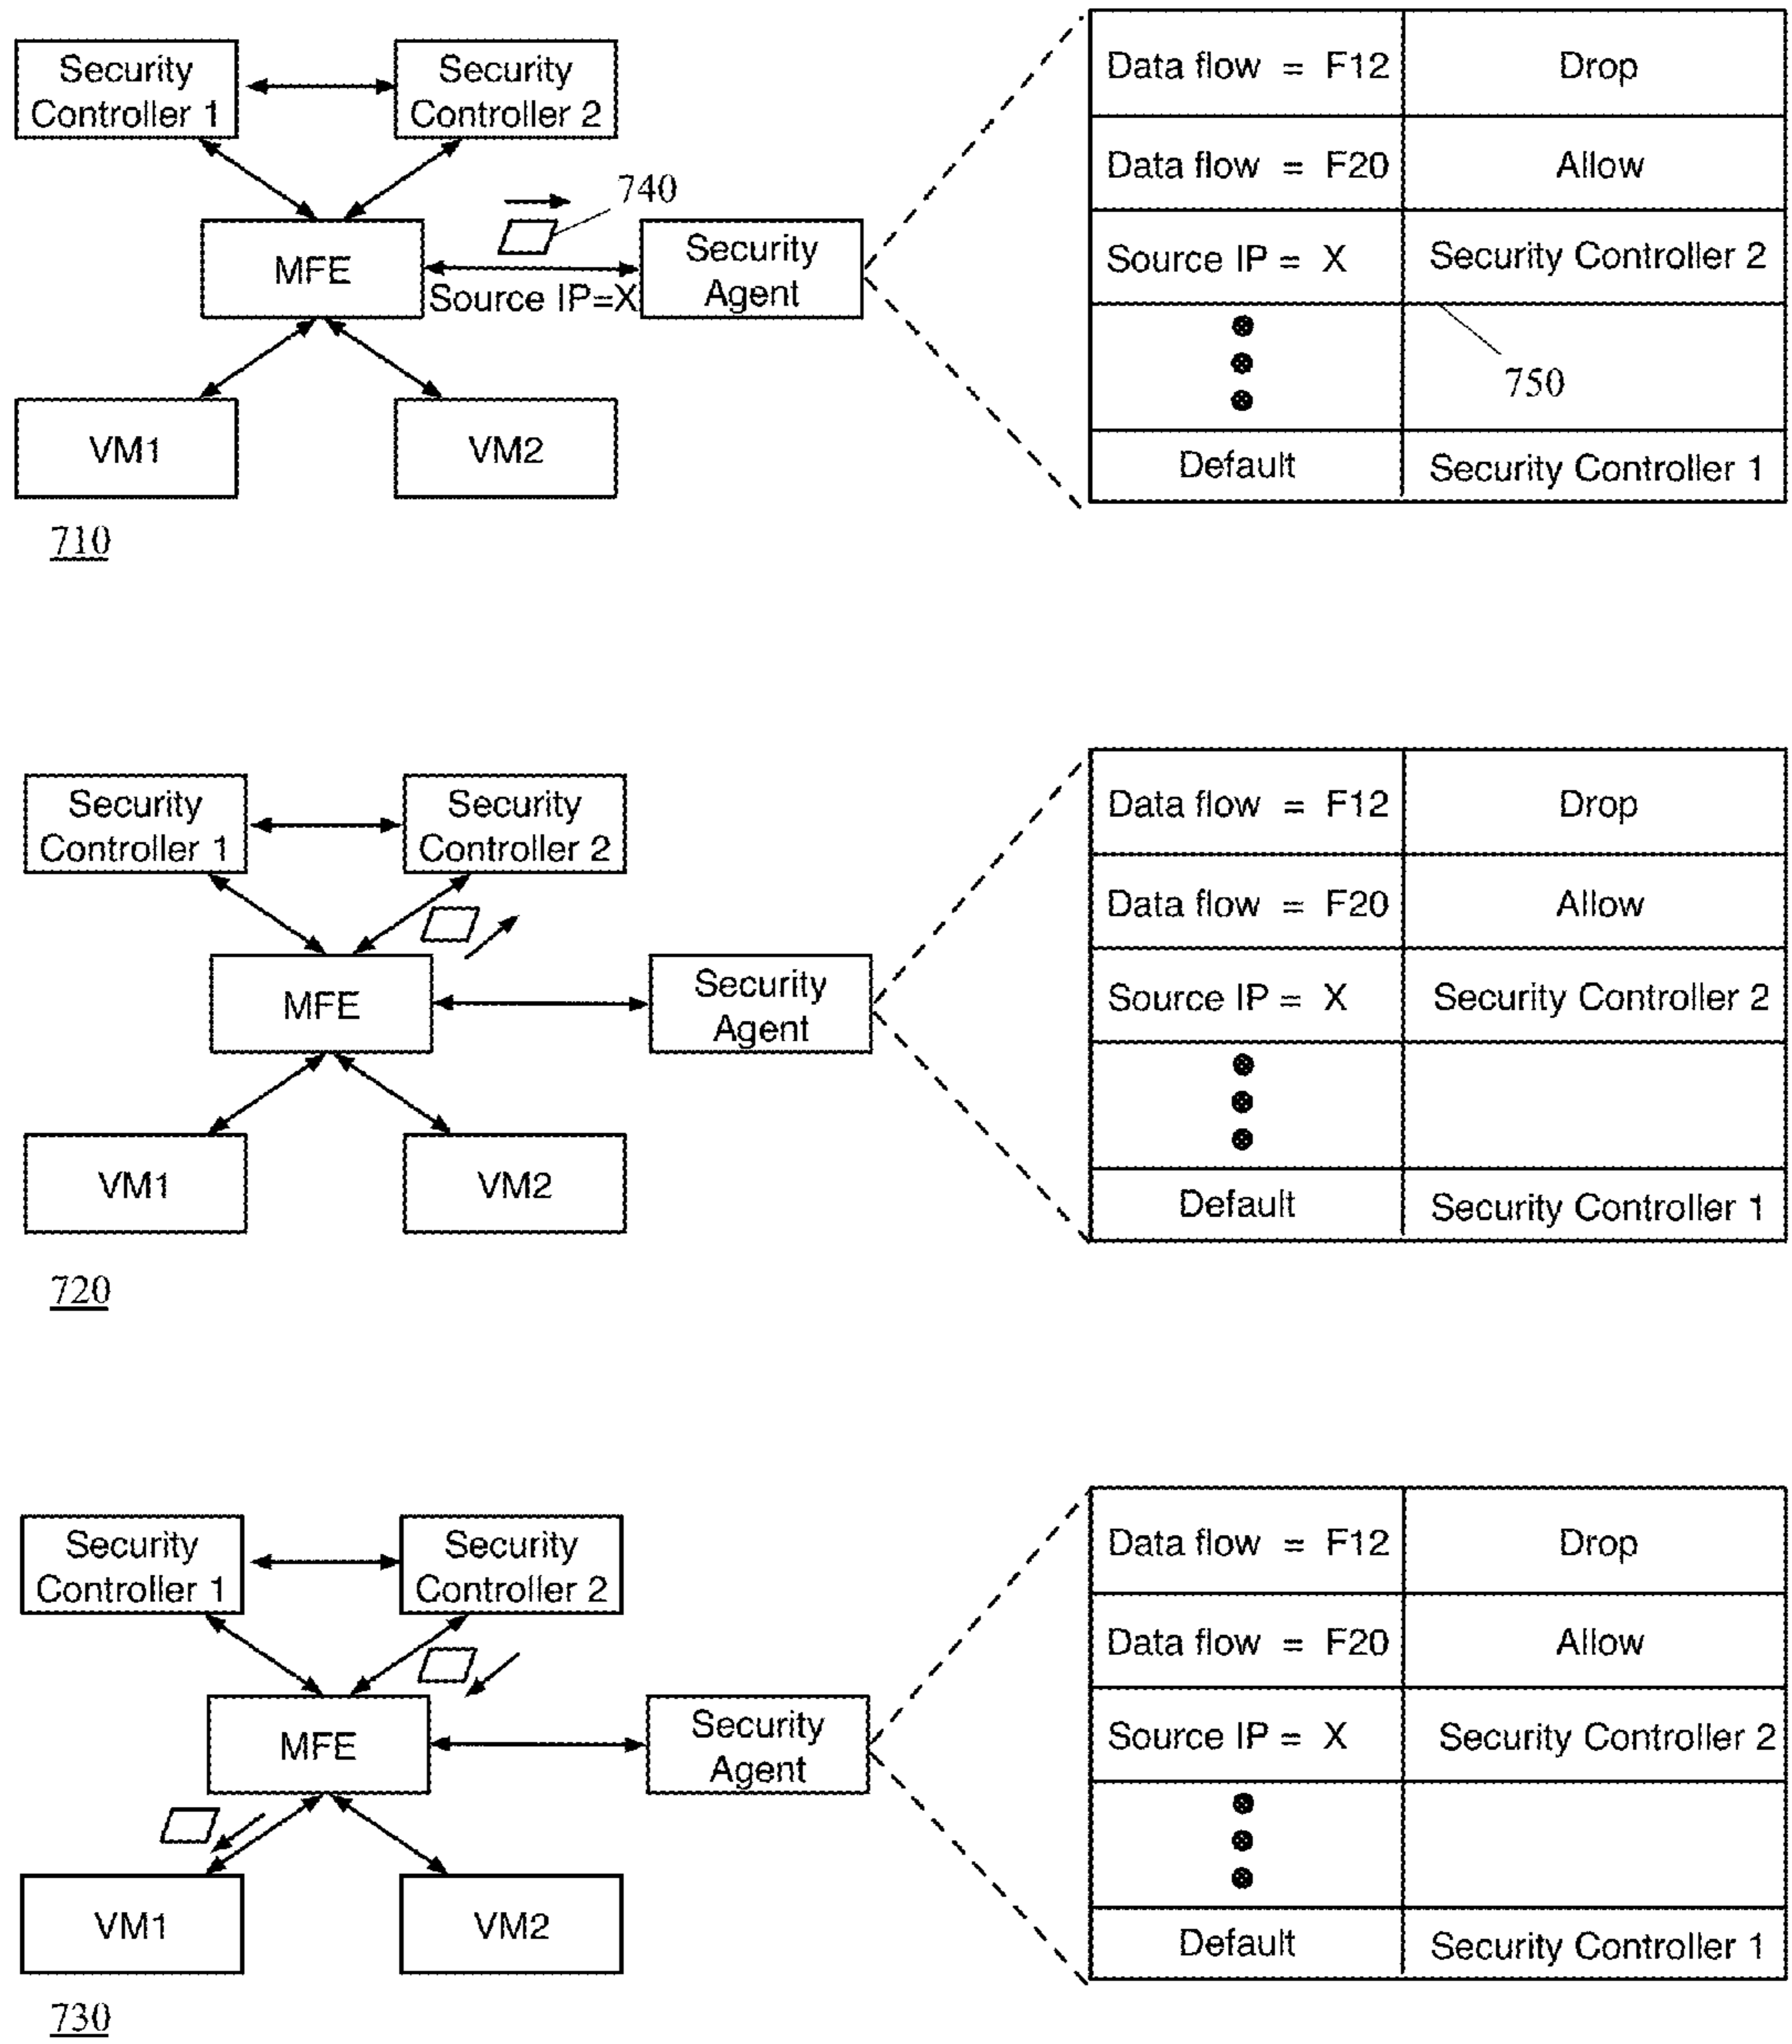 Security
Controller 1
Security
Controller 2
740
MFE
Security
Agent
Source IP=X
VM1
VM2
710
Data flow = F12 Drop
Data flow = F20 Allow
Source IP = X Security Controller 2
750
Default Security Controller 1
Security
Controller 1
Security
Controller 2
MFE
Security
Agent
VM1
VM2
720
Data flow = F12 Drop
Data flow = F20 Allow
Source IP = X Security Controller 2
Default Security Controller 1
Security
Controller 1
Security
Controller 2
MFE
Security
Agent
VM1
VM2
730
Data flow = F12 Drop
Data flow = F20 Allow
Source IP = X Security Controller 2
Default Security Controller 1